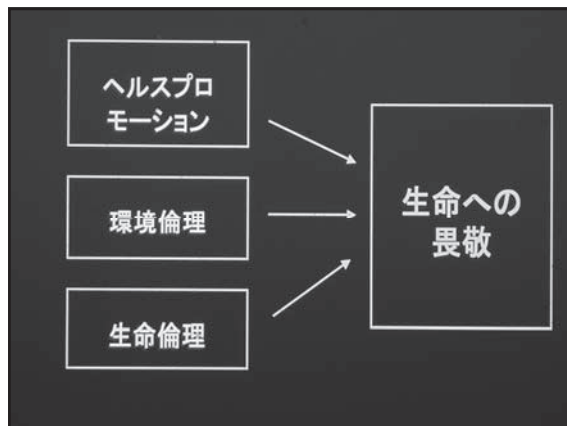 ヘルスプロ
モーション
環境倫理
生命倫理
生命への
畏敬